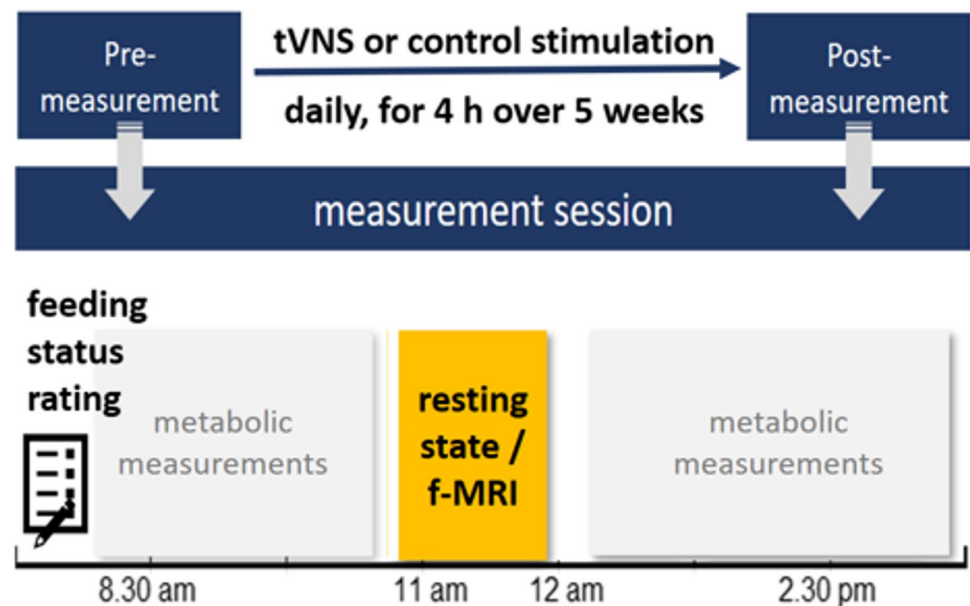 Pre-
measurement
tVNS or control stimulation
daily, for 4 h over 5 weeks
Post-
measurement
measurement session
feeding
status
rating
metabolic
measurements
resting
state /
f-MRI
metabolic
measurements
8.30 am
11 am
12 am
2.30 pm